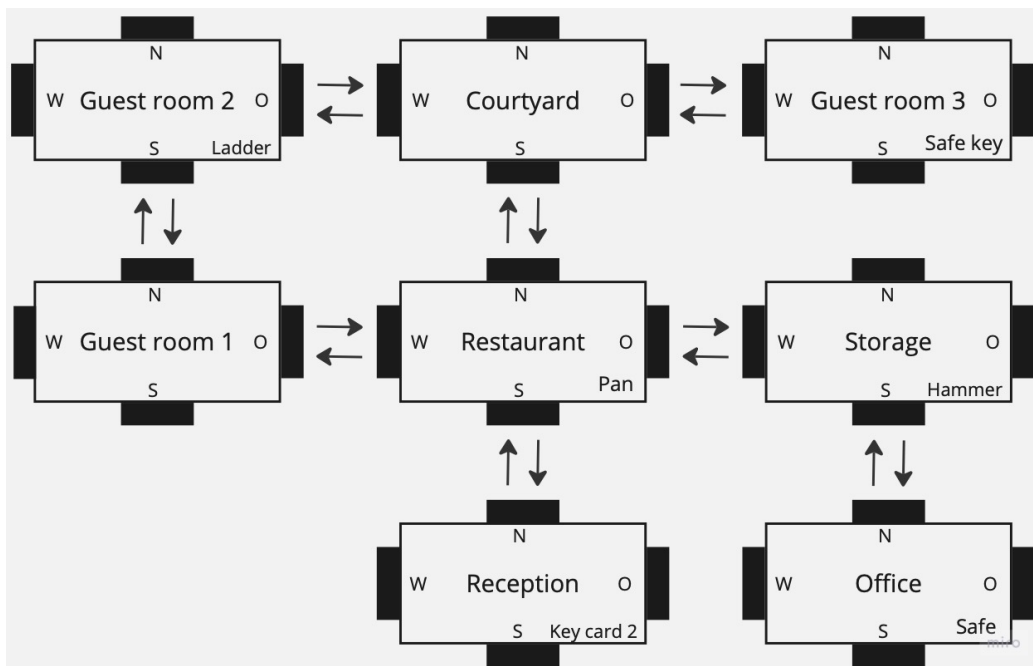 N
N
N
W Guest room 2 O
W Courtyard O
W Guest room 3 O
S Ladder
S
S Safe key
N
N
N
W Guest room 1 O
W Restaurant O
W Storage O
S
S Pan
S Hammer
N
N
W Reception O
W Office O
S Key card 2
S Safe
miro